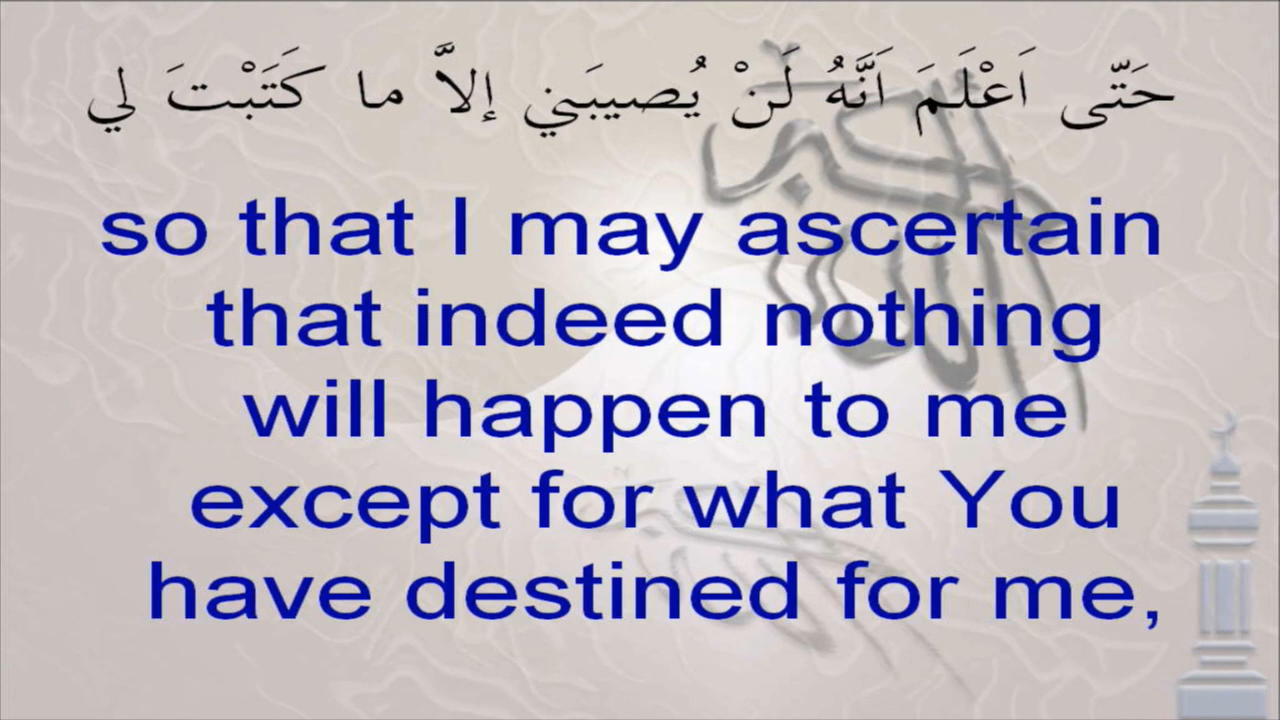 حَتّى اَعْلَمَ اَنَّهُ لَنْ يُصيبَني إلاَّ ما كَتَبْتَ لي
so that I may ascertain
that indeed nothing
will happen to me
except for what You
have destined for me,